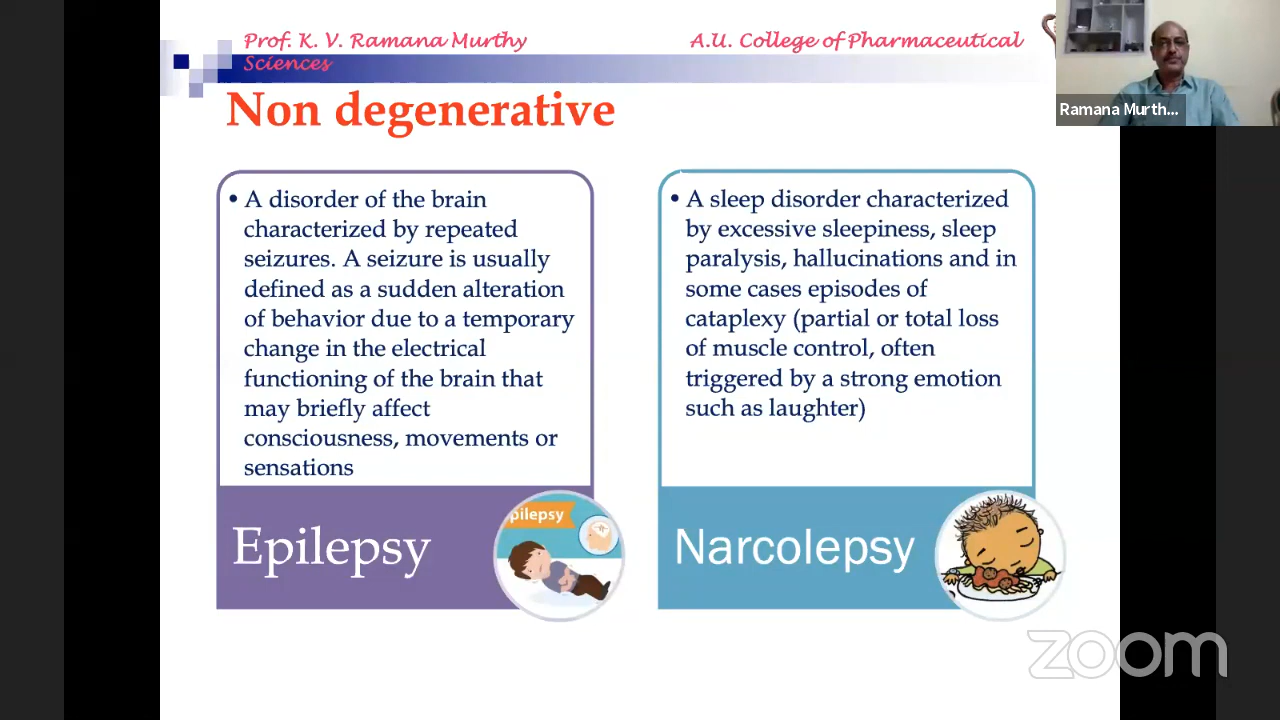 Prof. K. V. Ramana Murthy A.U. College of Pharmaceutical
Sciences
Ramana Murth...
Non degenerative
• A disorder of the brain
characterized by repeated
seizures. A seizure is usually
defined as a sudden alteration
of behavior due to a temporary
change in the electrical
functioning of the brain that
may briefly affect
consciousness, movements or
sensations
Epilepsy
pilepsy
• A sleep disorder characterized
by excessive sleepiness, sleep
paralysis, hallucinations and in
some cases episodes of
cataplexy (partial or total loss
of muscle control, often
triggered by a strong emotion
such as laughter)
Narcolepsy
zoom